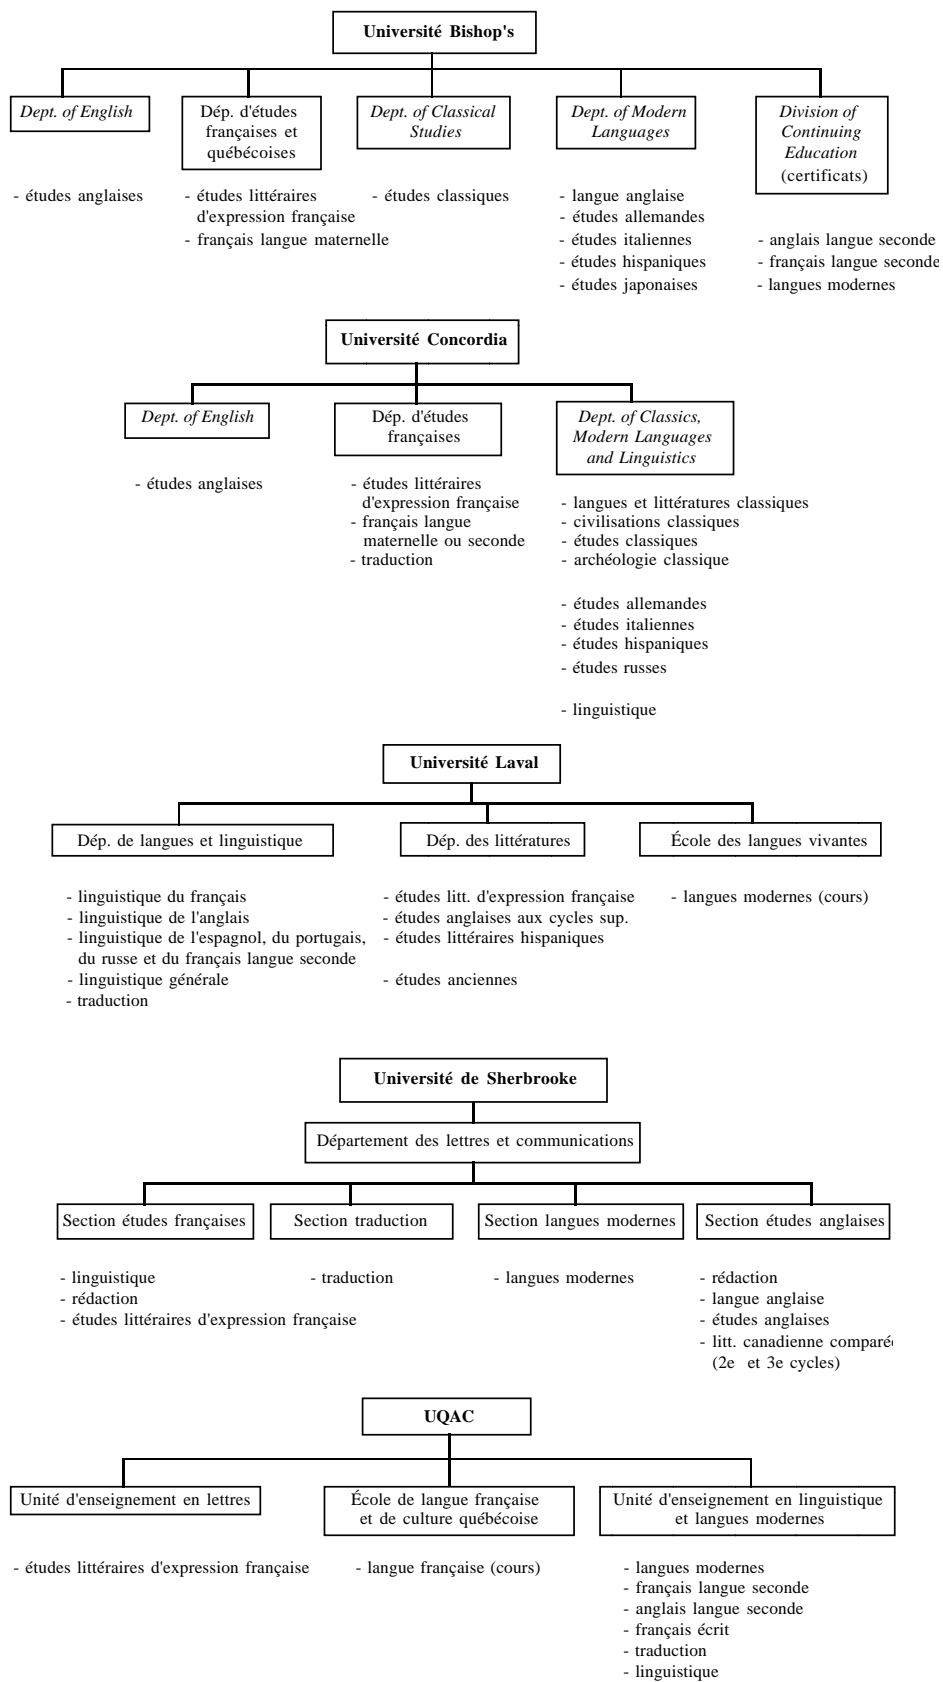 Université Bishop's
Dept. of English
Dép. d'études
françaises et
québécoises
Dept. of Classical
Studies
Dept. of Modern
Languages
Division of
Continuing
Education
(certificats)
- études anglaises
- études littéraires
d'expression française
- français langue maternelle
- études classiques
- langue anglaise
- études allemandes
- études italiennes
- études hispaniques
- études japonaises
- anglais langue seconde
- français langue seconde
- langues modernes
Université Concordia
Dept. of English
Dép. d'études
françaises
Dept. of Classics,
Modern Languages
and Linguistics
- études anglaises
- études littéraires
d'expression française
- français langue
maternelle ou seconde
- traduction
- langues et littératures classiques
- civilisations classiques
- études classiques
- archéologie classique
- études allemandes
- études italiennes
- études hispaniques
- études russes
- linguistique
Université Laval
Dép. de langues et linguistique
Dép. des littératures
École des langues vivantes
- linguistique du français
- linguistique de l'anglais
- linguistique de l'espagnol, du portugais,
du russe et du français langue seconde
- linguistique générale
- traduction
- études litt. d'expression française
- études anglaises aux cycles sup.
- études littéraires hispaniques
- études anciennes
- langues modernes (cours)
Université de Sherbrooke
Département des lettres et communications
Section études françaises
Section traduction
Section langues modernes
Section études anglaises
- linguistique
- rédaction
- études littéraires d'expression française
- traduction
- langues modernes
- rédaction
- langue anglaise
- études anglaises
- litt. canadienne comparée
(2e et 3e cycles)
UQAC
Unité d'enseignement en lettres
École de langue française
et de culture québécoise
Unité d'enseignement en linguistique
et langues modernes
- études littéraires d'expression française
- langue française (cours)
- langues modernes
- français langue seconde
- anglais langue seconde
- français écrit
- traduction
- linguistique